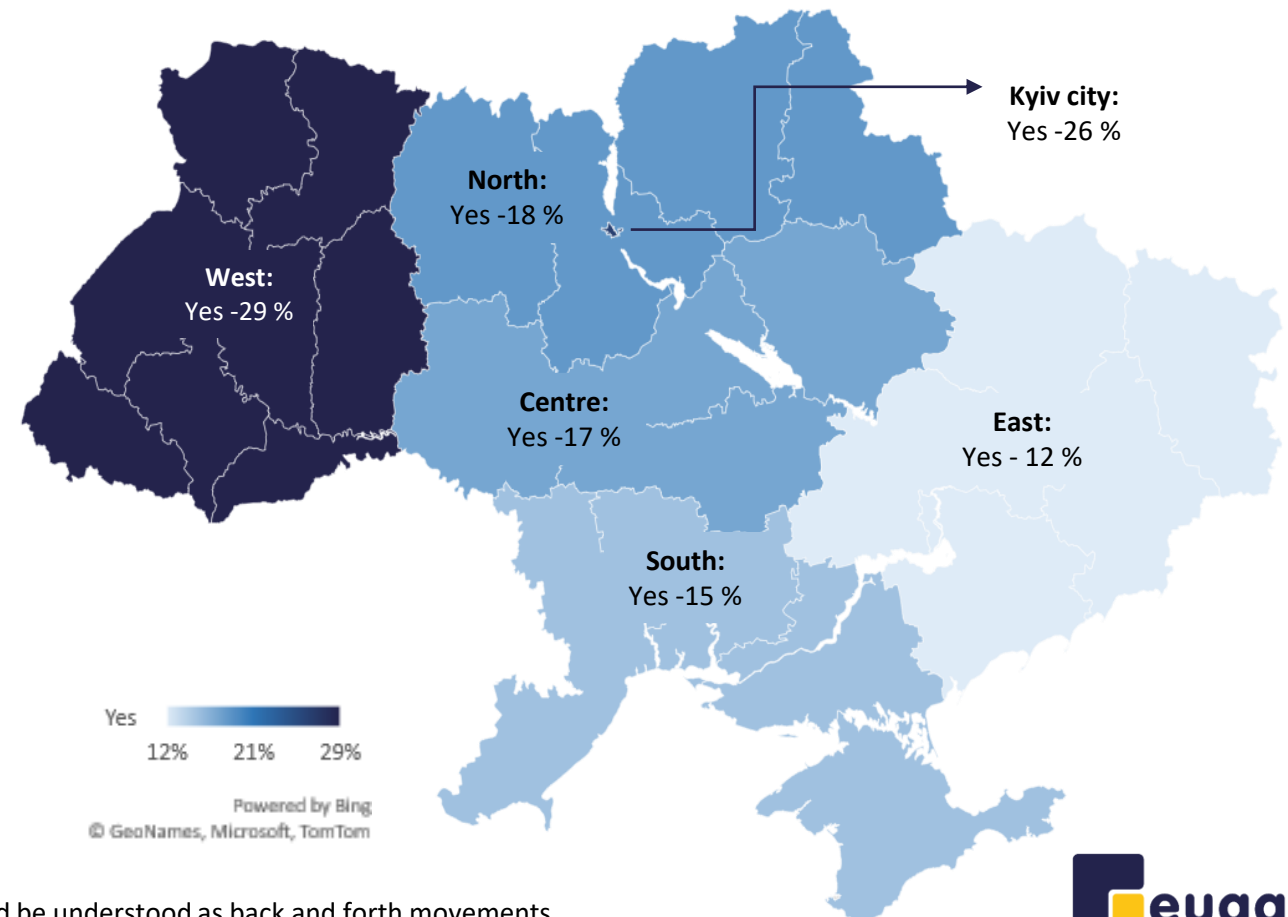 Kyiv city:
Yes -26 %
North:
Yes -18 %
West:
Yes -29 %
Centre:
Yes -17 %
East:
Yes - 12 %
South:
Yes -15 %
Yes
12% 21% 29%
Powered by Bing
© GeoNames, Microsoft, TomTom
be understood as back and forth movements